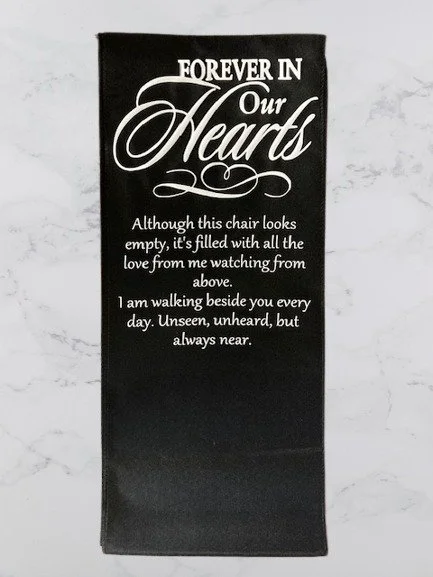 FOREVER IN
Our
Hearts
Although this chair looks
empty, it's filled with all the
love from me watching from
above.
I am walking beside you every
day. Unseen, unheard, but
always near.